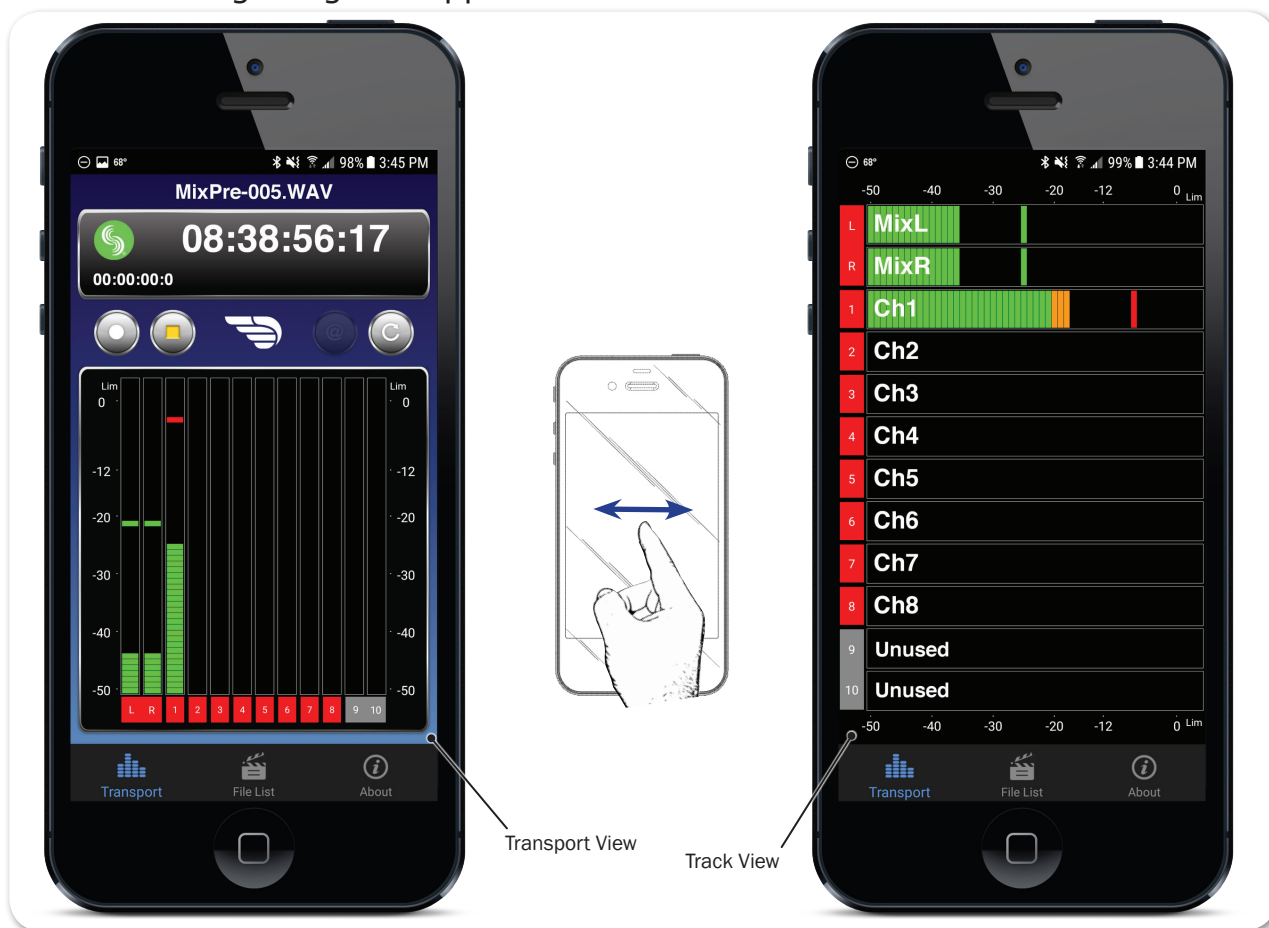 68°
98% 3:45 PM
MixPre-005.WAV
08:38:56:17
00:00:00:0
@
Lim Lim
0 0
-12 -12
-20 -20
-30 -30
-40 -40
-50 -50
L R 1 2 3 4 5 6 7 8 9 10
Transport File List About
Transport View
68°
99% 3:44 PM
-50 -40 -30 -20 -12 0 Lim
L MixL
R MixR
1 Ch1
2 Ch2
3 Ch3
4 Ch4
5 Ch5
6 Ch6
7 Ch7
8 Ch8
9 Unused
10 Unused
-50 -40 -30 -20 -12 0 Lim
Transport File List About
Track View